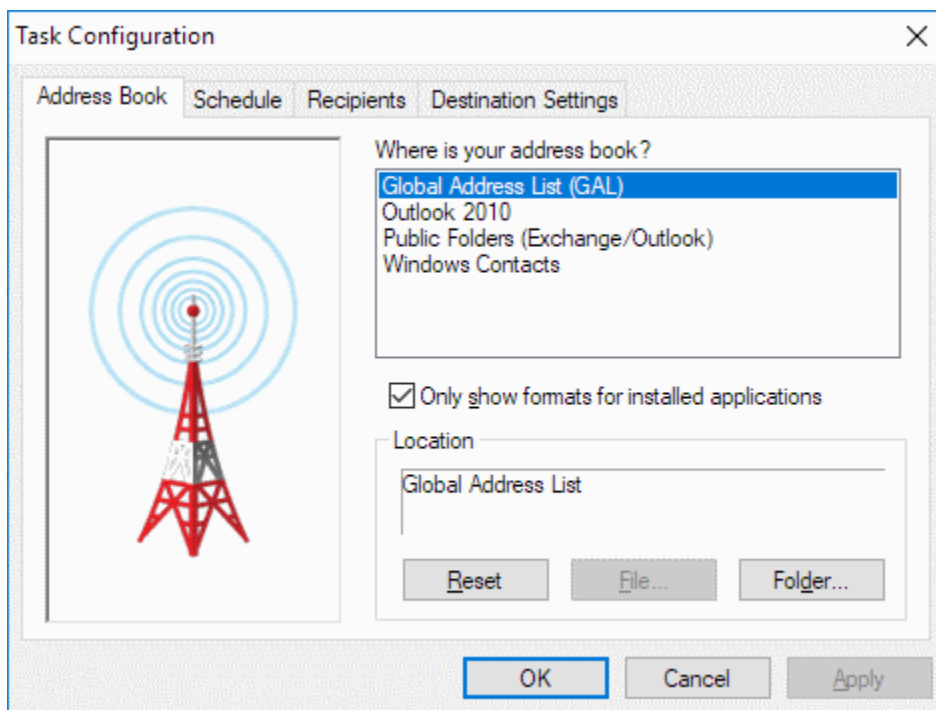 Task Configuration
Address Book
Schedule
Recipients
Destination Settings
Where is your address book?
Global Address List (GAL)
Outlook 2010
Public Folders (Exchange/Outlook)
Windows Contacts
Only show formats for installed applications
Location
Global Address List
Reset
File...
Folder...
OK
Cancel
Apply